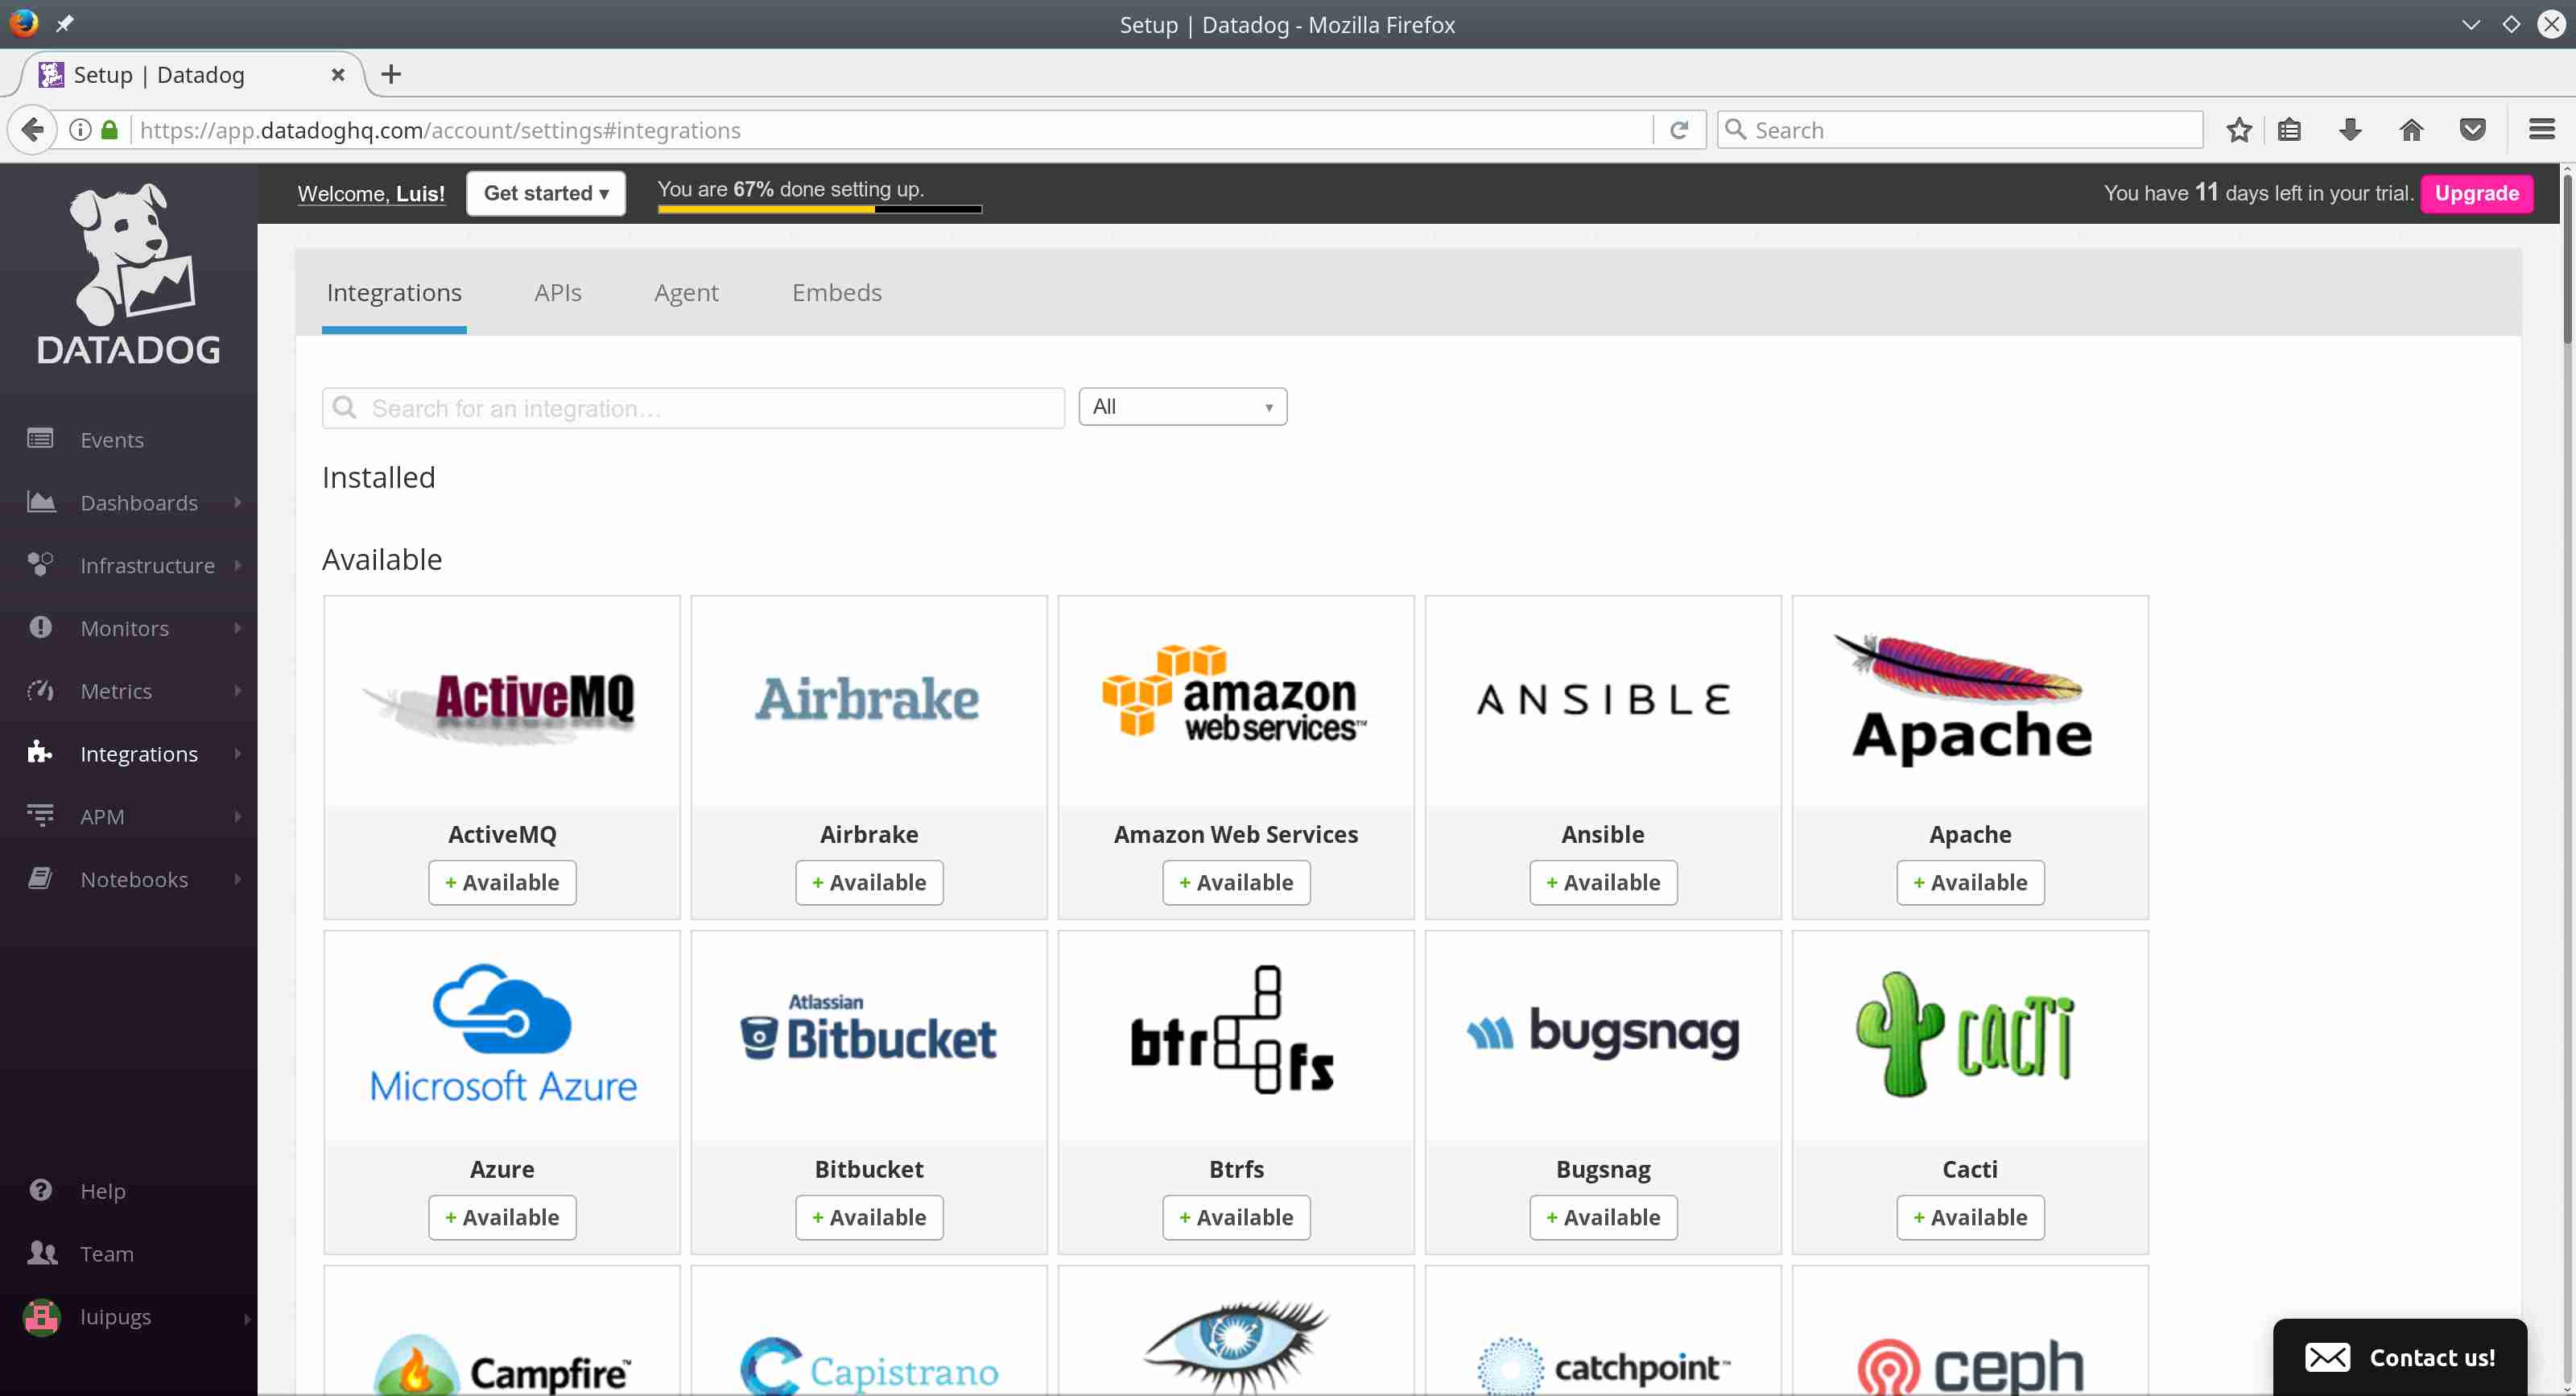 Setup | Datadog - Mozilla Firefox
Setup | Datadog
https://app.datadoghq.com/account/settings#integrations
Search
DATADOG
Welcome, Luis!
Get started ▾
You are 67% done setting up.
You have 11 days left in your trial.
Upgrade
Events
Dashboards
Infrastructure
Monitors
Metrics
Integrations
APM
Notebooks
Help
Team
luipugs
Integrations
APIs
Agent
Embeds
Search for an integration...
All
Installed
Available
ActiveMQ
Airbrake
amazon
web services™
ANSIBLE
Apache
ActiveMQ
Airbrake
Amazon Web Services
Ansible
Apache
+ Available
+ Available
+ Available
+ Available
+ Available
Microsoft Azure
Atlassian
Bitbucket
btrfs
bugsnag
cacti
Azure
Bitbucket
Btrfs
Bugsnag
Cacti
+ Available
+ Available
+ Available
+ Available
+ Available
Campfire™
Capistrano
catchpoint™
ceph
Contact us!